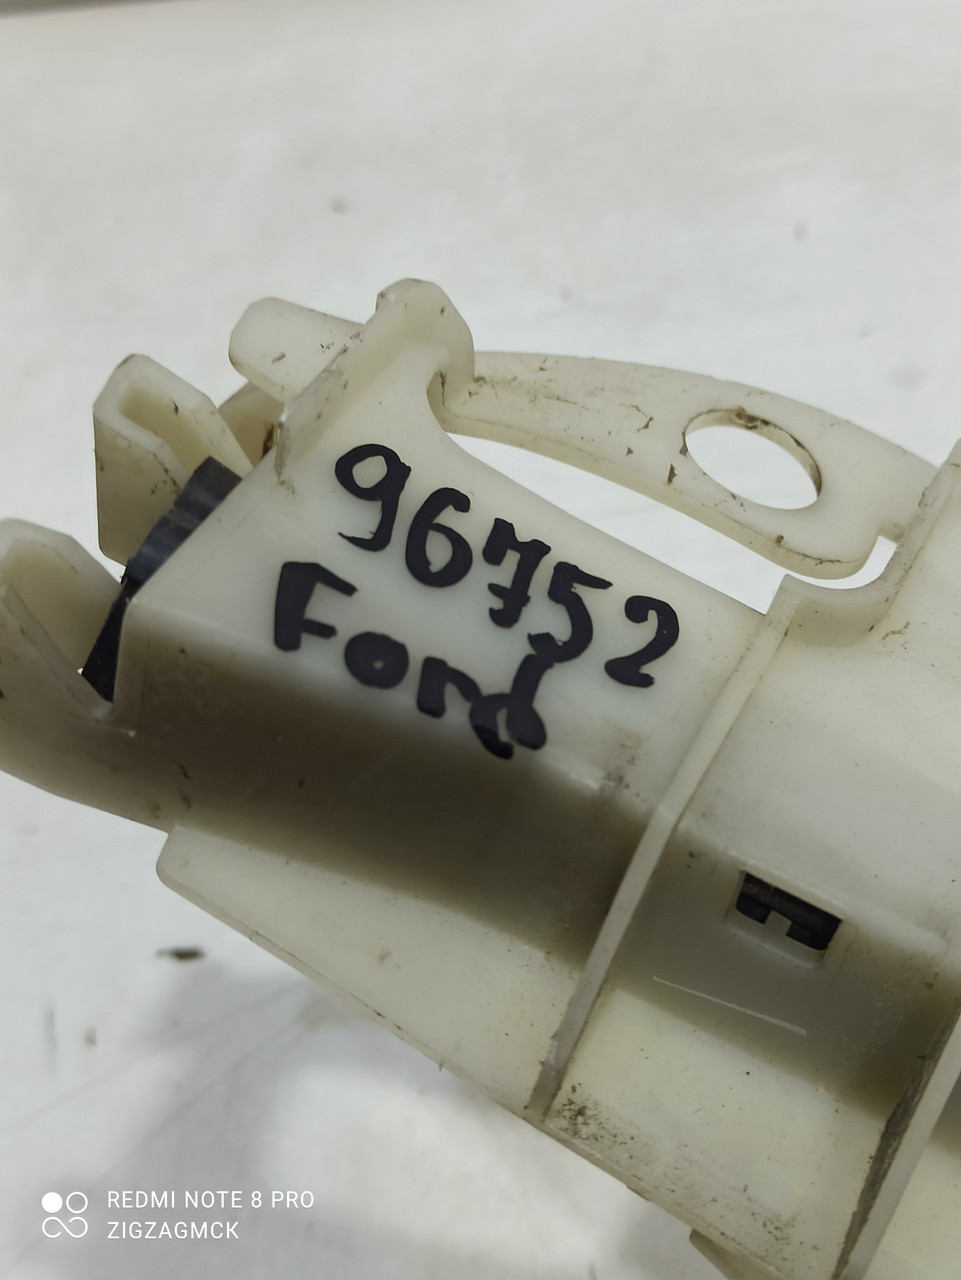 96752
Ford
REDMI NOTE 8 PRO
ZIGZAGMCK